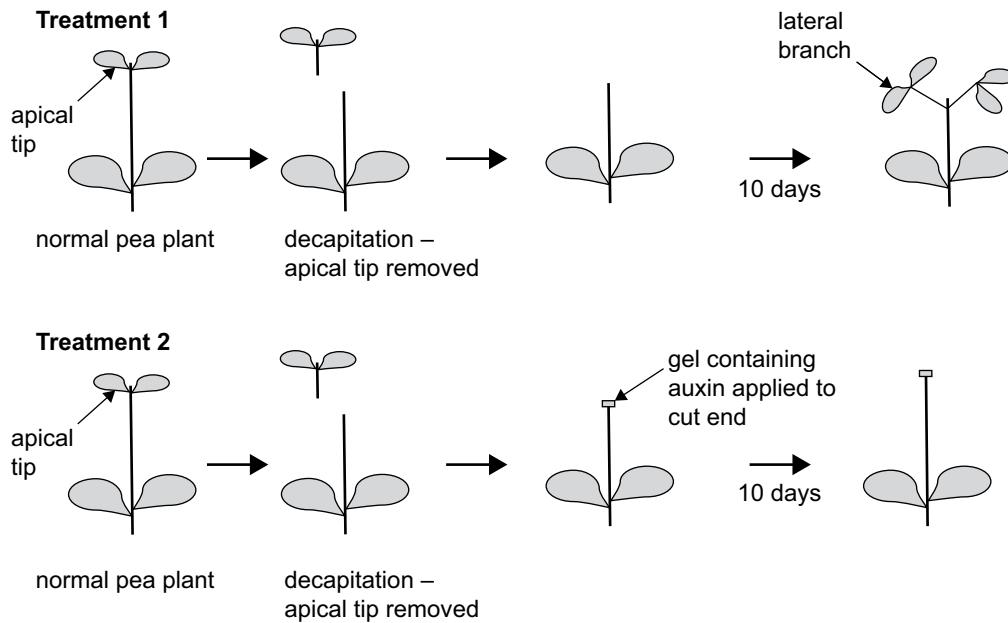 Treatment 1
apical
tip
lateral
branch
10 days
normal pea plant
decapitation –
apical tip removed
Treatment 2
apical
tip
gel containing
auxin applied to
cut end
10 days
normal pea plant
decapitation –
apical tip removed